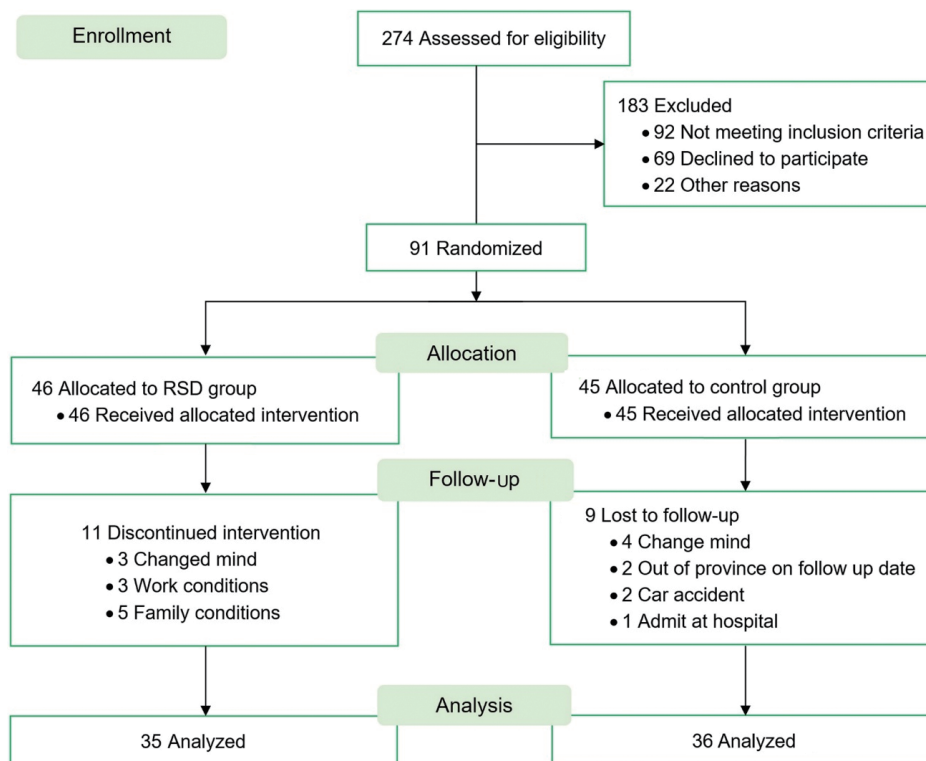 Enrollment
274 Assessed for eligibility
183 Excluded
• 92 Not meeting inclusion criteria
• 69 Declined to participate
• 22 Other reasons
91 Randomized
Allocation
46 Allocated to RSD group
• 46 Received allocated intervention
45 Allocated to control group
• 45 Received allocated intervention
Follow-up
11 Discontinued intervention
• 3 Changed mind
• 3 Work conditions
• 5 Family conditions
9 Lost to follow-up
• 4 Change mind
• 2 Out of province on follow up date
• 2 Car accident
• 1 Admit at hospital
Analysis
35 Analyzed
36 Analyzed